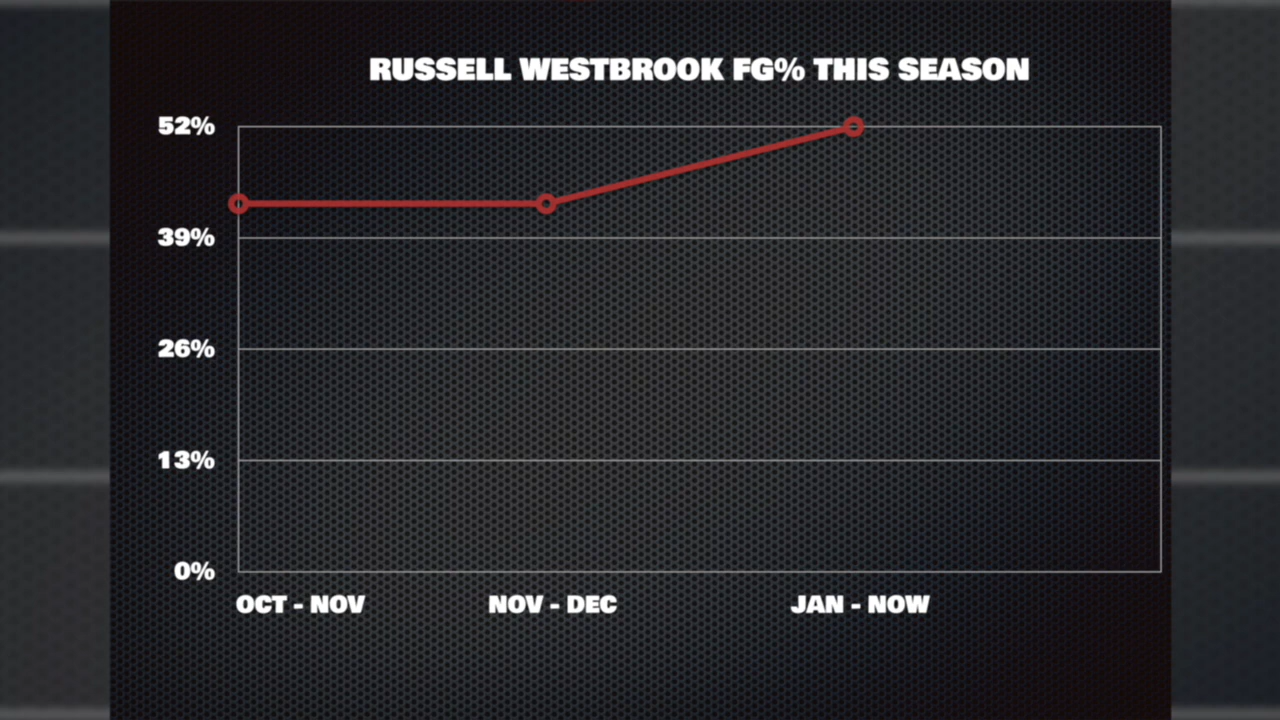 RUSSELL WESTBROOK FG% THIS SEASON
52%
39%
26%
13%
0%
OCT - NOV
NOV - DEC
JAN - NOW